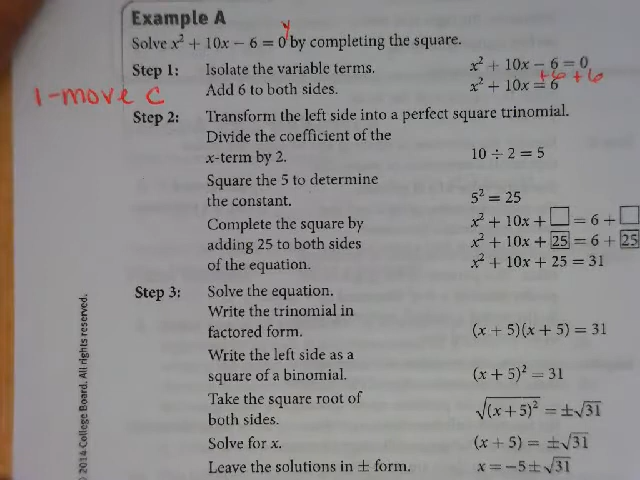 Example A
y
Solve x² + 10x − 6 = 0 by completing the square.
Step 1: Isolate the variable terms. x² + 10x − 6 = 0
+6 +6
Add 6 to both sides. x² + 10x = 6
1-move C
Step 2: Transform the left side into a perfect square trinomial.
Divide the coefficient of the
x-term by 2. 10 ÷ 2 = 5
Square the 5 to determine
the constant. 5² = 25
Complete the square by x² + 10x + □ = 6 + □
adding 25 to both sides x² + 10x + 25 = 6 + 25
of the equation. x² + 10x + 25 = 31
Step 3: Solve the equation.
Write the trinomial in
factored form. (x + 5)(x + 5) = 31
Write the left side as a
square of a binomial. (x + 5)² = 31
Take the square root of
both sides. √(x + 5)² = ±√31
Solve for x. (x + 5) = ±√31
Leave the solutions in ± form. x = −5 ± √31
© 2014 College Board. All rights reserved.